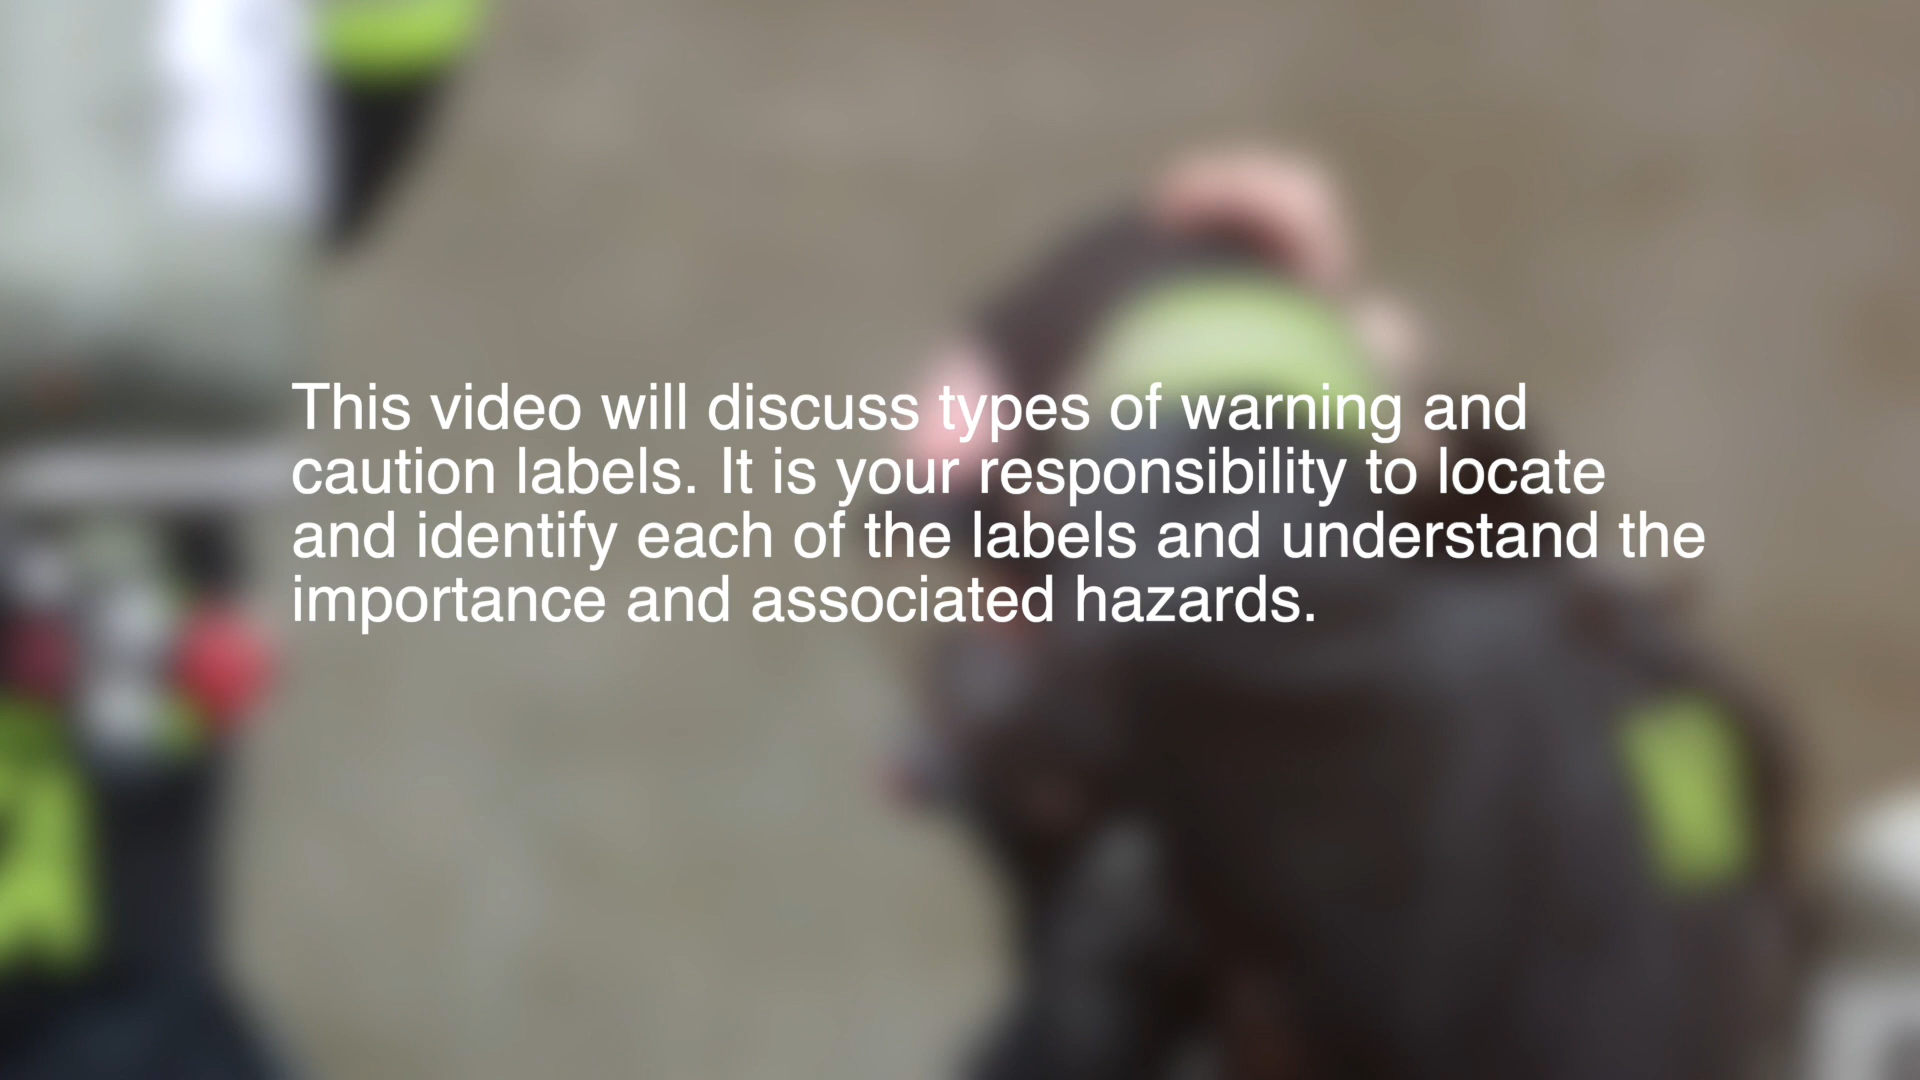 This video will discuss types of warning and
caution labels. It is your responsibility to locate
and identify each of the labels and understand the
importance and associated hazards.